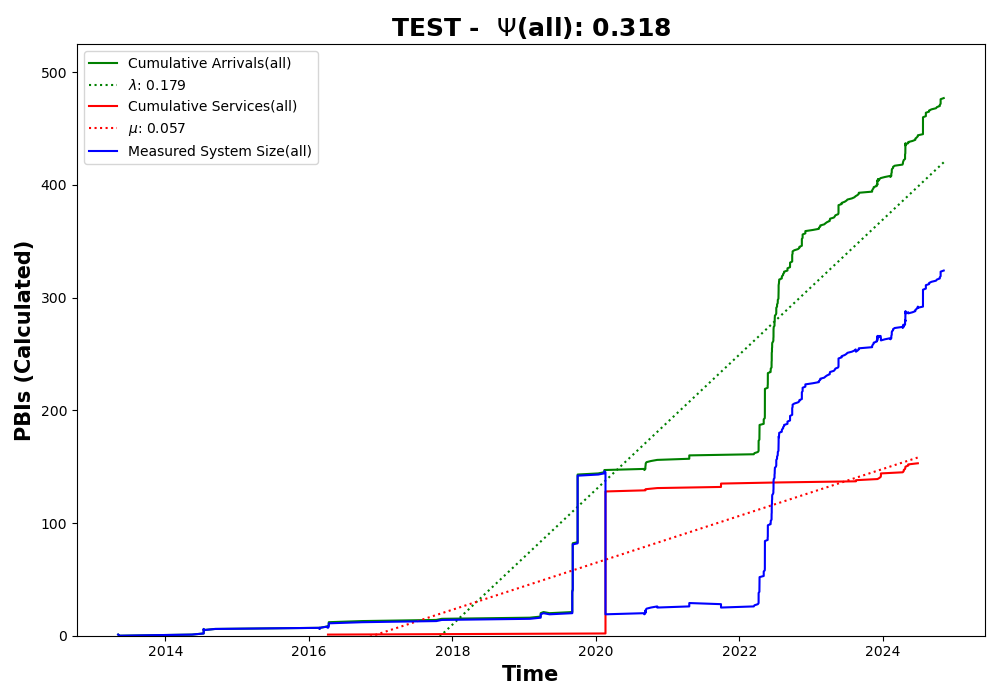 TEST - Ψ(all): 0.318
Cumulative Arrivals(all)
λ: 0.179
Cumulative Services(all)
μ: 0.057
Measured System Size(all)
500
400
300
200
100
0
PBIs (Calculated)
2014 2016 2018 2020 2022 2024
Time